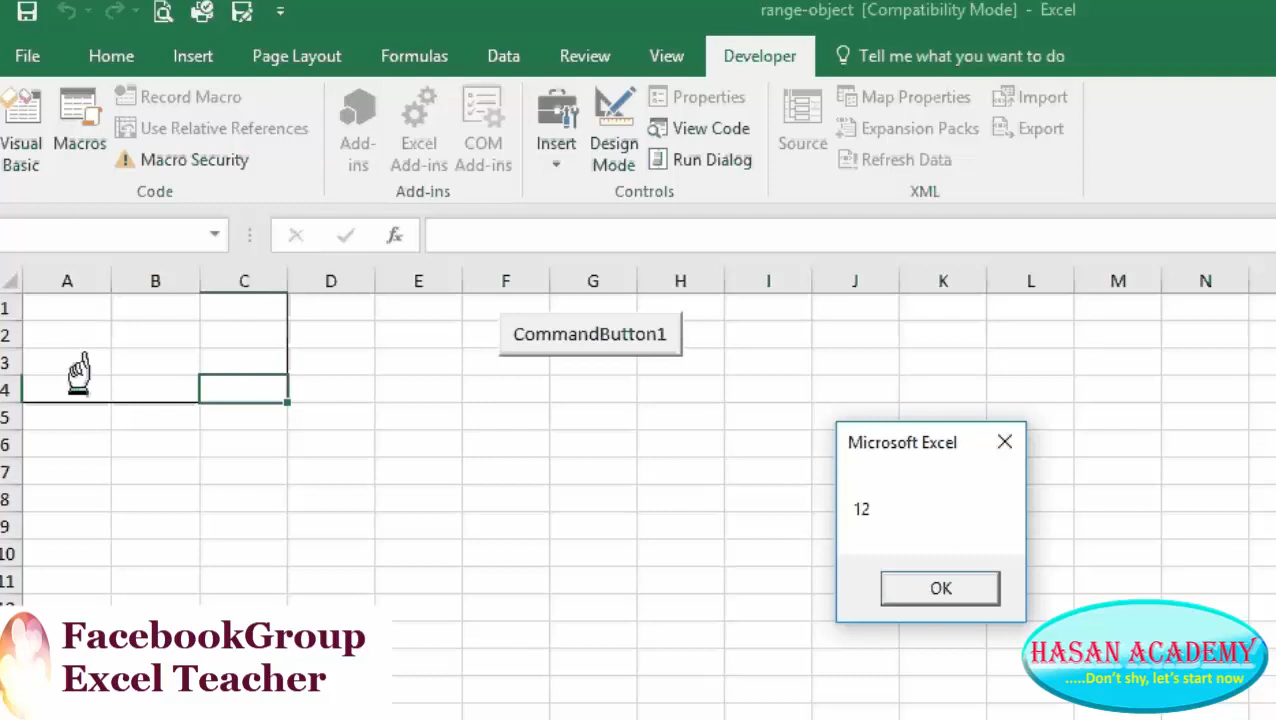 range-object [Compatibility Mode] - Excel
File Home Insert Page Layout Formulas Data Review View Developer Tell me what you want to do
Visual Basic
Macros
Record Macro
Use Relative References
Macro Security
Code
Add-ins
Excel Add-ins
COM Add-ins
Add-ins
Insert
Design Mode
Properties
View Code
Run Dialog
Controls
Source
Map Properties
Expansion Packs
Refresh Data
Import
Export
XML
fx
A B C D E F G H I J K L M N
1
2
3
4
5
6
7
8
9
10
11
CommandButton1
Microsoft Excel
12
OK
FacebookGroup
Excel Teacher
HASAN ACADEMY
.....Don't shy, let's start now